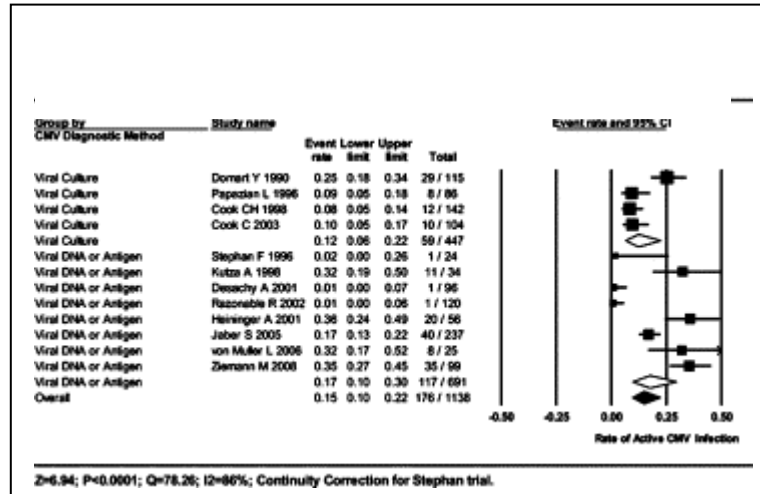 Group by Study name Event rate and 95% CI
CMV Diagnostic Method
Event Lower Upper
rate limit limit Total
Viral Culture Domart Y 1990 0.25 0.18 0.34 29 / 115
Viral Culture Papazian L 1996 0.09 0.05 0.18 8 / 86
Viral Culture Cook CH 1998 0.08 0.05 0.14 12 / 142
Viral Culture Cook C 2003 0.10 0.05 0.17 10 / 104
Viral Culture 0.12 0.06 0.22 59 / 447
Viral DNA or Antigen Stephan F 1996 0.02 0.00 0.26 1 / 24
Viral DNA or Antigen Kutza A 1998 0.32 0.19 0.50 11 / 34
Viral DNA or Antigen Desachy A 2001 0.01 0.00 0.07 1 / 96
Viral DNA or Antigen Razonable R 2002 0.01 0.00 0.06 1 / 120
Viral DNA or Antigen Heininger A 2001 0.36 0.24 0.49 20 / 56
Viral DNA or Antigen Jaber S 2005 0.17 0.13 0.22 40 / 237
Viral DNA or Antigen von Muller L 2006 0.32 0.17 0.52 8 / 25
Viral DNA or Antigen Ziemann M 2008 0.35 0.27 0.45 35 / 99
Viral DNA or Antigen 0.17 0.10 0.30 117 / 691
Overall 0.15 0.10 0.22 176 / 1138
-0.50 -0.25 0.00 0.25 0.50
Rate of Active CMV Infection
Z=6.94; P<0.0001; Q=78.26; I2=86%; Continuity Correction for Stephan trial.